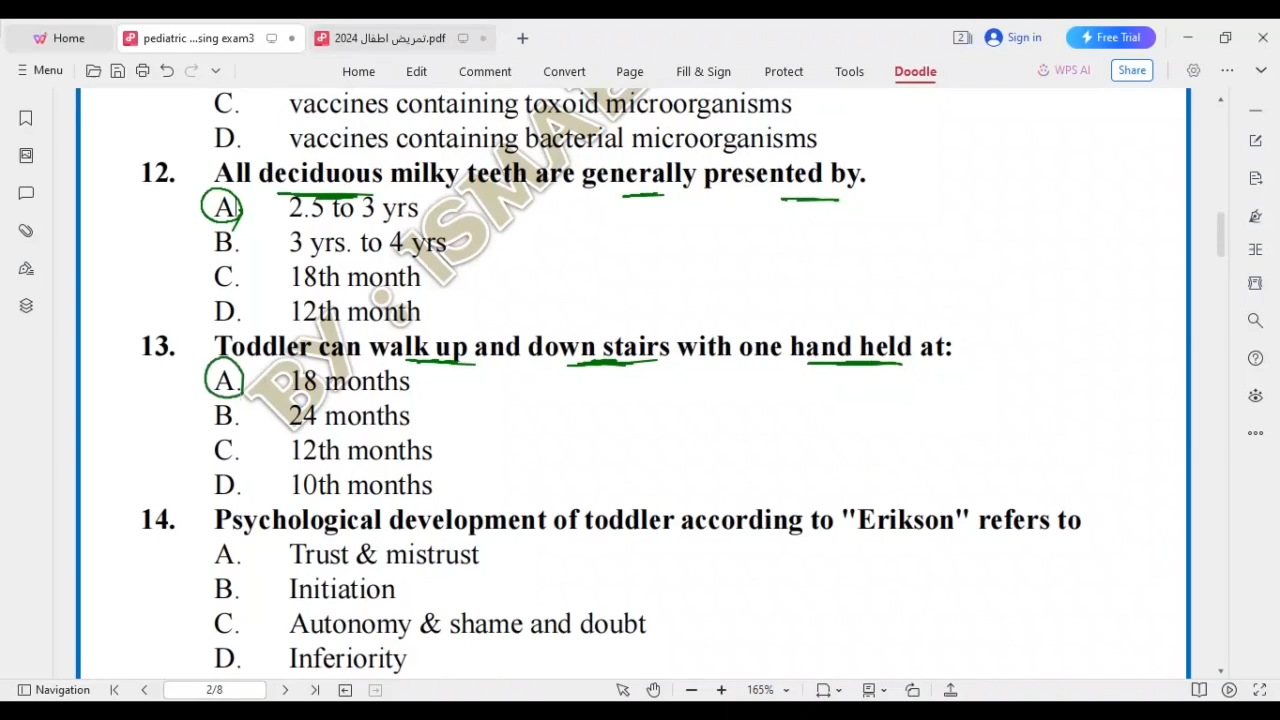 Home
pediatric ...sing exam3
تمريض اطفال 2024.pdf
Sign in
Free Trial
Menu
Home
Edit
Comment
Convert
Page
Fill & Sign
Protect
Tools
Doodle
WPS AI
Share
C. vaccines containing toxoid microorganisms
D. vaccines containing bacterial microorganisms
12. All deciduous milky teeth are generally presented by.
A. 2.5 to 3 yrs
B. 3 yrs. to 4 yrs
C. 18th month
D. 12th month
13. Toddler can walk up and down stairs with one hand held at:
A. 18 months
B. 24 months
C. 12th months
D. 10th months
14. Psychological development of toddler according to "Erikson" refers to
A. Trust & mistrust
B. Initiation
C. Autonomy & shame and doubt
D. Inferiority
BY : ISMA
Navigation
2/8
165%